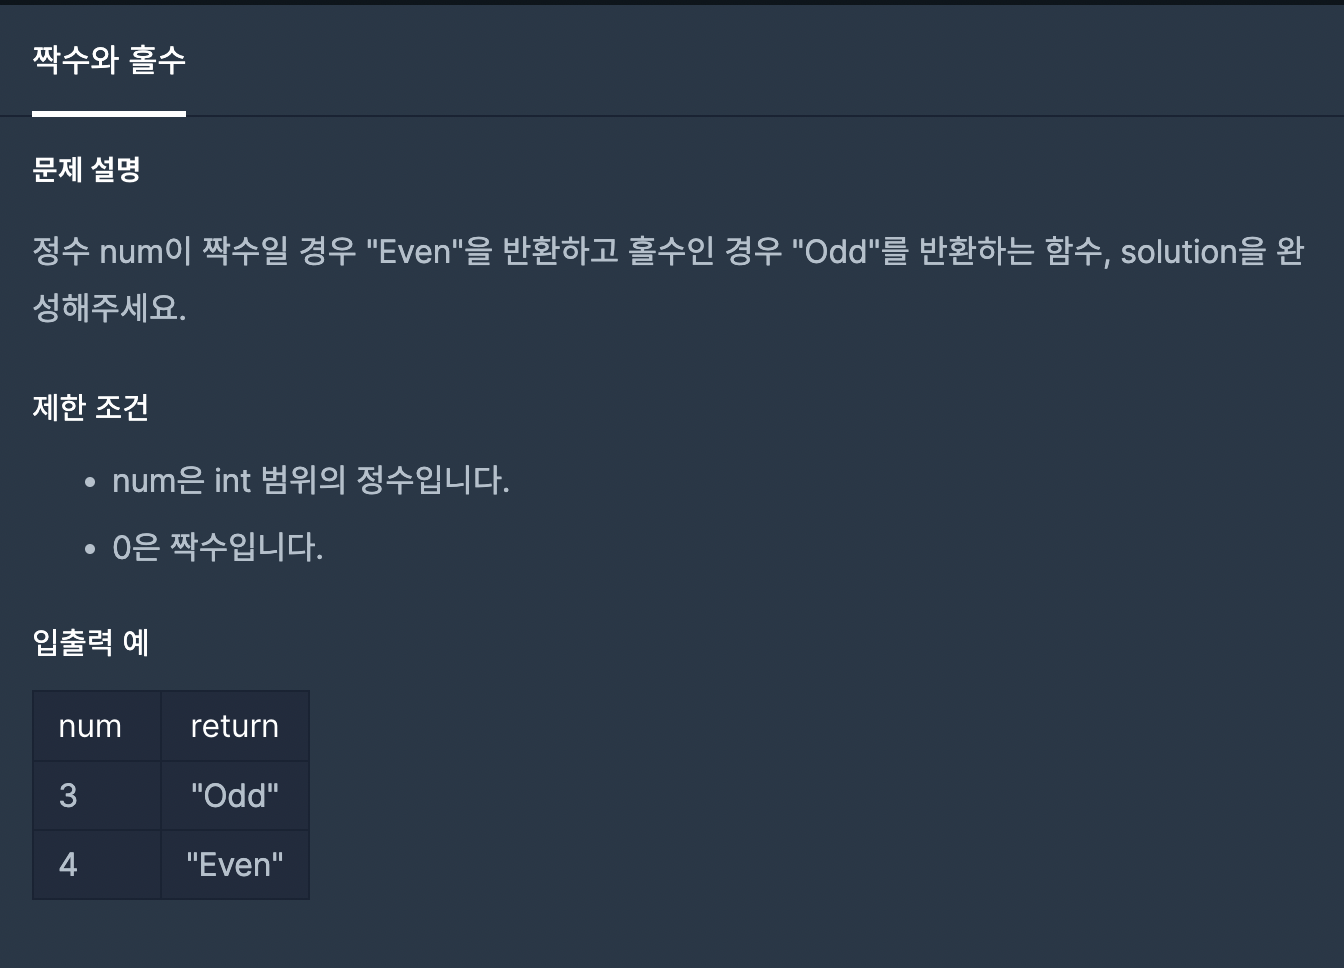 짝수와 홀수
문제 설명
정수 num이 짝수일 경우 "Even"을 반환하고 홀수인 경우 "Odd"를 반환하는 함수, solution을 완
성해주세요.
제한 조건
• num은 int 범위의 정수입니다.
• 0은 짝수입니다.
입출력 예
num return
3 "Odd"
4 "Even"